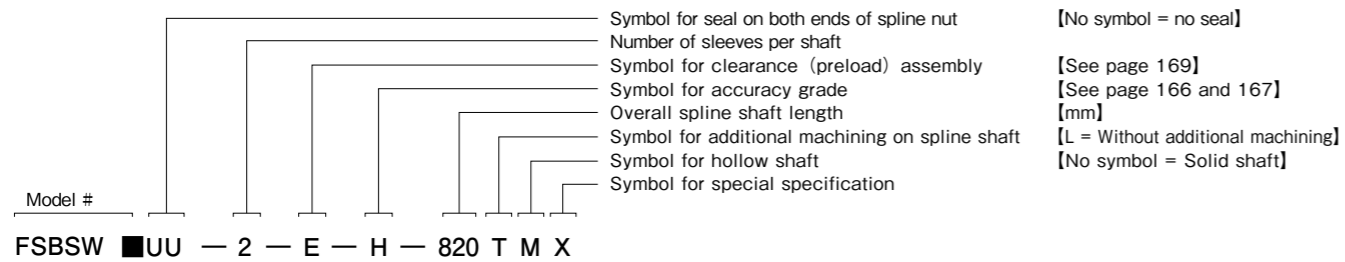 Symbol for seal on both ends of spline nut 【No symbol = no seal】
Number of sleeves per shaft
Symbol for clearance（preload）assembly 【See page 169】
Symbol for accuracy grade 【See page 166 and 167】
Overall spline shaft length 【mm】
Symbol for additional machining on spline shaft 【L = Without additional machining】
Symbol for hollow shaft 【No symbol = Solid shaft】
Symbol for special specification
Model #
FSBSW ■UU — 2 — E — H — 820 T M X